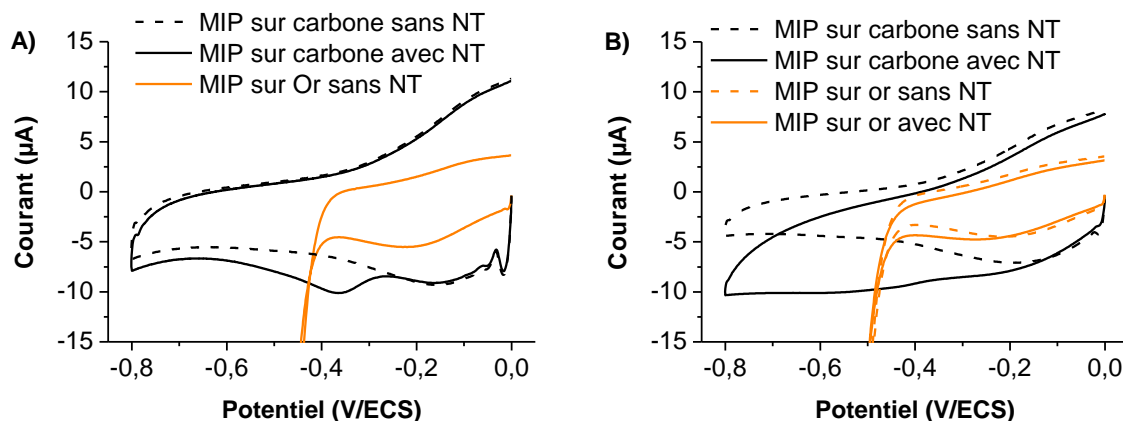 A)
MIP sur carbone sans NT
MIP sur carbone avec NT
MIP sur Or sans NT
Courant (µA)
15
10
5
0
-5
-10
-15
-0,8
-0,6
-0,4
-0,2
0,0
Potentiel (V/ECS)
B)
MIP sur carbone sans NT
MIP sur carbone avec NT
MIP sur or sans NT
MIP sur or avec NT
Courant (µA)
15
10
5
0
-5
-10
-15
-0,8
-0,6
-0,4
-0,2
0,0
Potentiel (V/ECS)